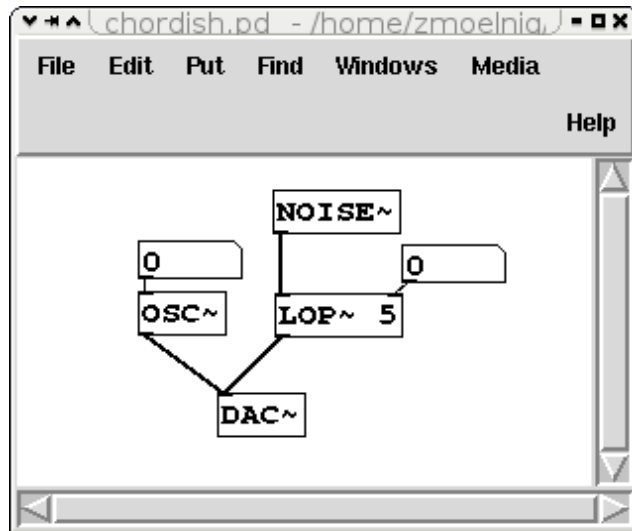 chordish.pd - /home/zmoelnig/
File Edit Put Find Windows Media
Help
NOISE~
0
0
OSC~
LOP~ 5
DAC~